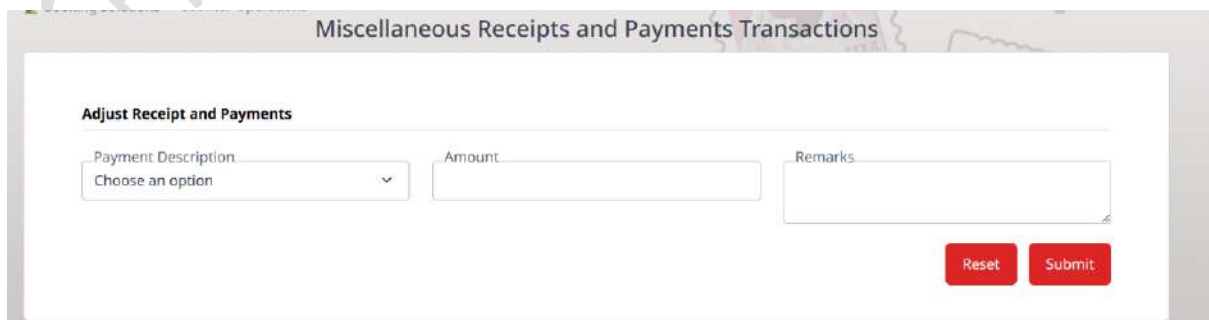 Miscellaneous Receipts and Payments Transactions
Adjust Receipt and Payments
Payment Description
Choose an option
Amount
Remarks
Reset
Submit